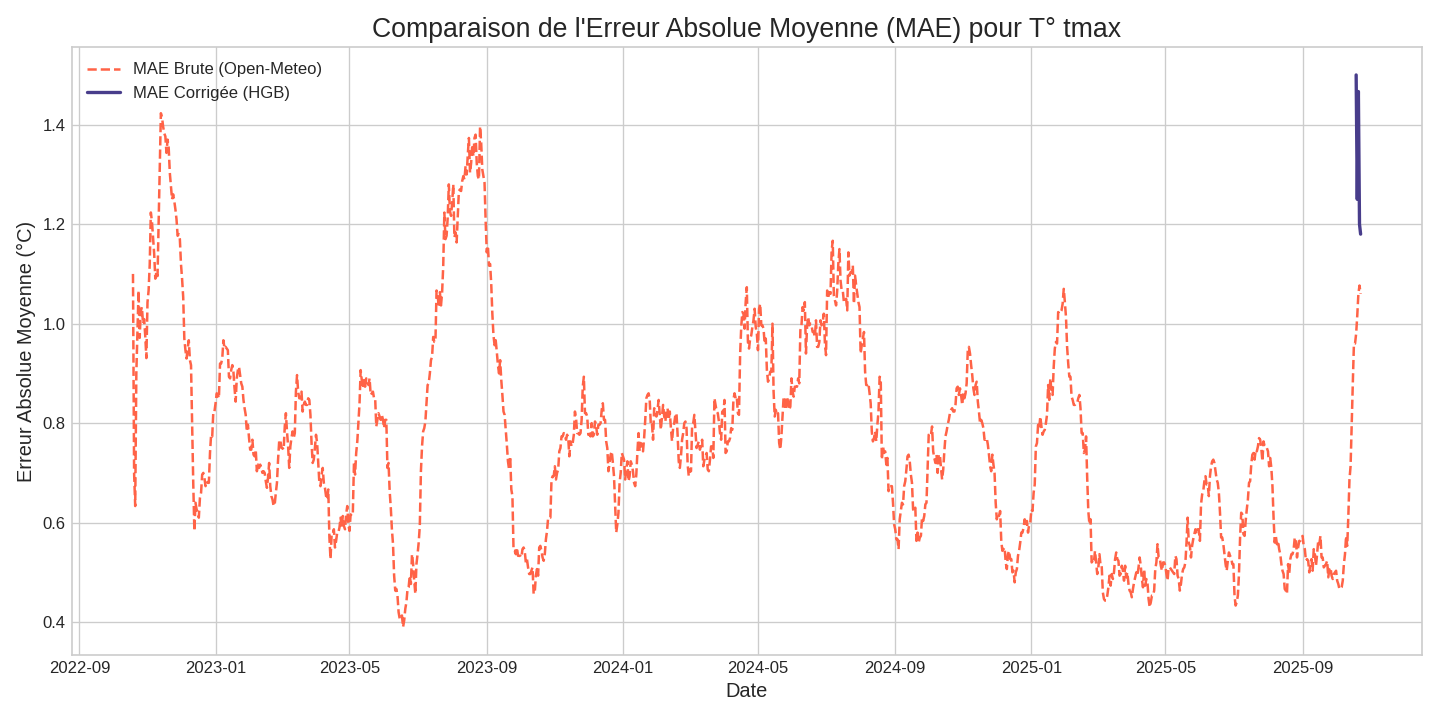 Comparaison de l'Erreur Absolue Moyenne (MAE) pour T° tmax
MAE Brute (Open-Meteo)
MAE Corrigée (HGB)
Erreur Absolue Moyenne (°C)
1.4
1.2
1.0
0.8
0.6
0.4
2022-09 2023-01 2023-05 2023-09 2024-01 2024-05 2024-09 2025-01 2025-05 2025-09
Date